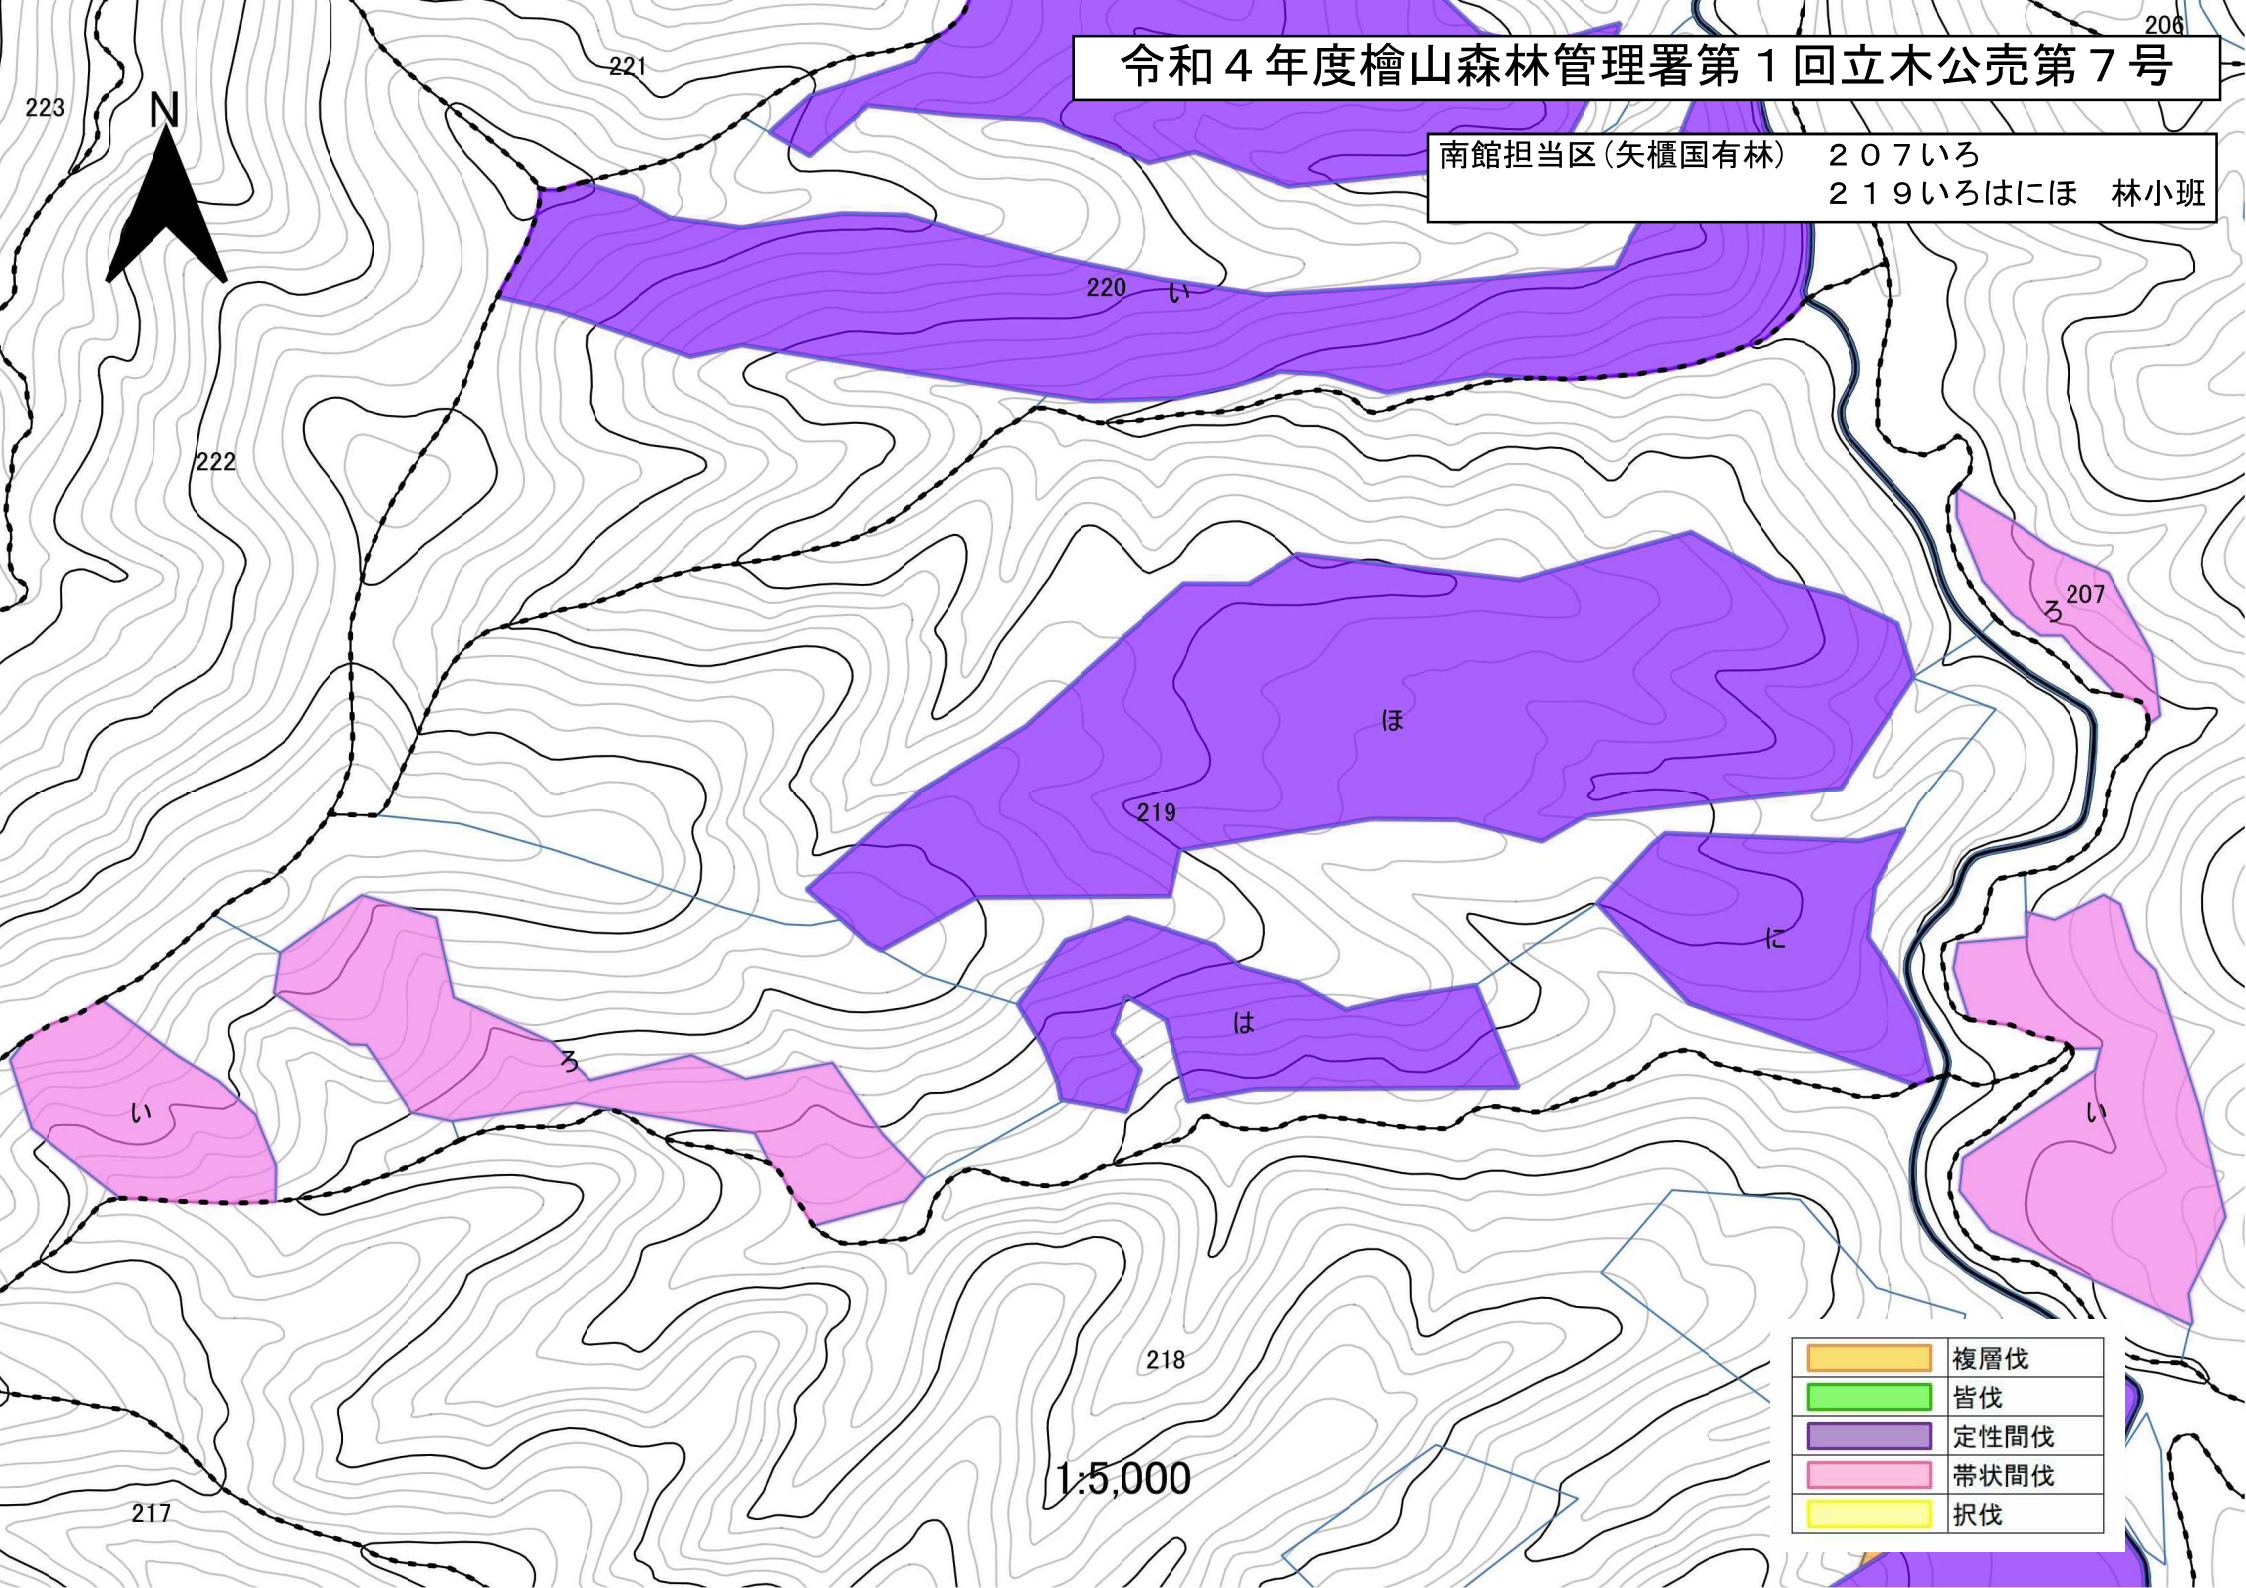 206
令和４年度檜山森林管理署第１回立木公売第７号
221
223
N
南館担当区(矢櫃国有林)　２０７いろ
２１９いろはにほ　林小班
220 い
222
207
ろ
ほ
219
に
は
ろ
い
い
218
1:5,000
217
複層伐
皆伐
定性間伐
帯状間伐
択伐